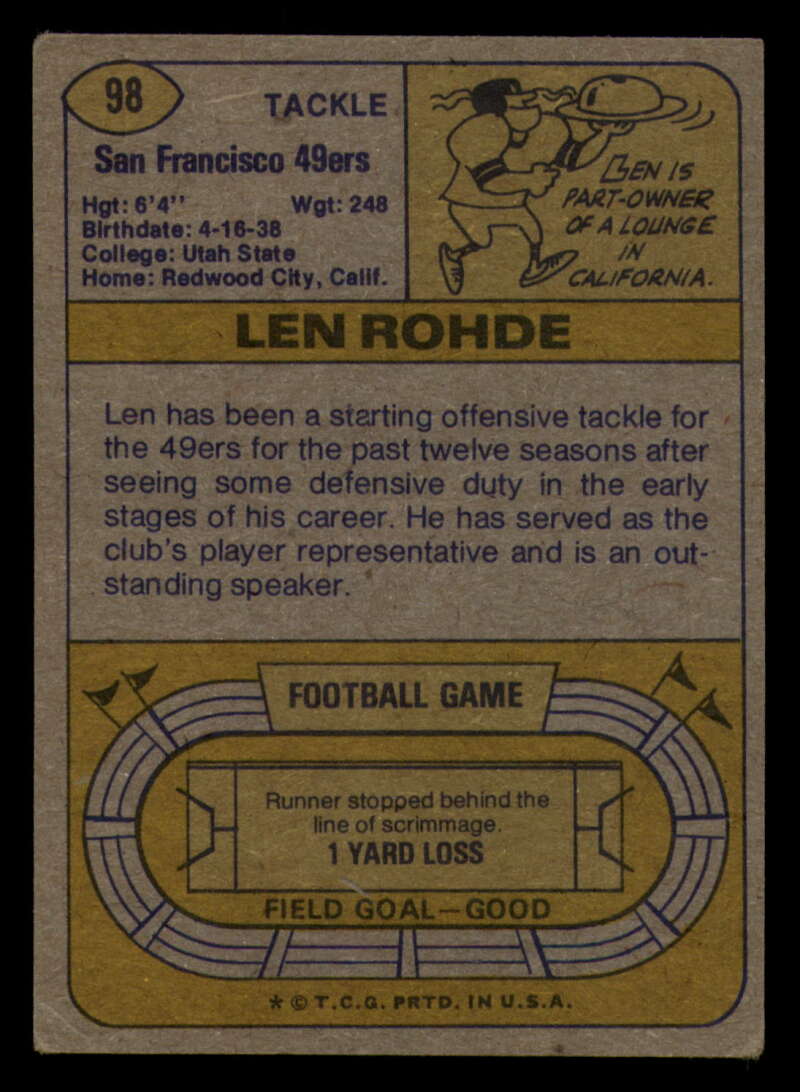 98
TACKLE
San Francisco 49ers
Hgt: 6'4'' Wgt: 248
Birthdate: 4-16-38
College: Utah State
Home: Redwood City, Calif.
BEN IS
PART-OWNER
OF A LOUNGE
IN
CALIFORNIA.
LEN ROHDE
Len has been a starting offensive tackle for
the 49ers for the past twelve seasons after
seeing some defensive duty in the early
stages of his career. He has served as the
club's player representative and is an out-
standing speaker.
FOOTBALL GAME
Runner stopped behind the
line of scrimmage.
1 YARD LOSS
FIELD GOAL—GOOD
* © T.C.G. PRTD. IN U.S.A.